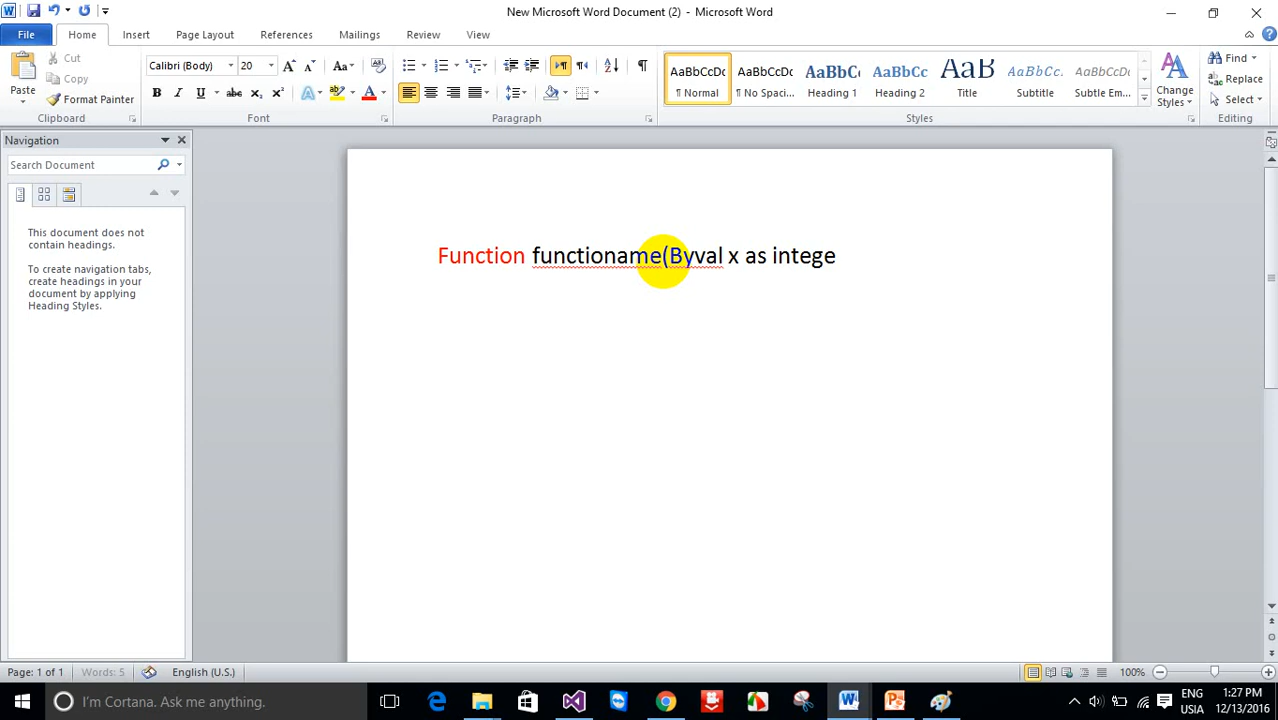 New Microsoft Word Document (2) - Microsoft Word
File Home Insert Page Layout References Mailings Review View
Paste
Cut
Copy
Format Painter
Clipboard
Calibri (Body) 20
Font
Paragraph
AaBbCcDc ¶ Normal
AaBbCcDc ¶ No Spaci...
AaBbCc Heading 1
AaBbCc Heading 2
AaB Title
AaBbCc. Subtitle
AaBbCcDc Subtle Em...
Change Styles
Styles
Find
Replace
Select
Editing
Navigation
Search Document
This document does not
contain headings.
To create navigation tabs,
create headings in your
document by applying
Heading Styles.
Function functioname(Byval x as intege
Page: 1 of 1 Words: 5 English (U.S.) 100%
I'm Cortana. Ask me anything.
ENG
USIA
1:27 PM
12/13/2016